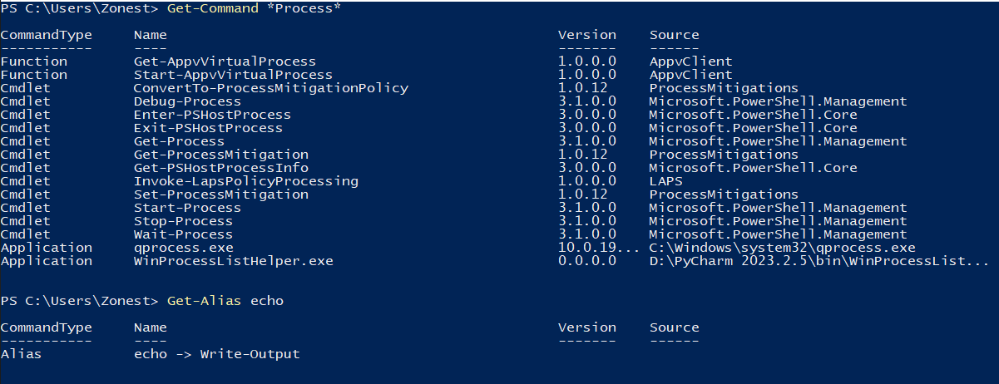 PS C:\Users\Zonest> Get-Command *Process*
CommandType Name Version Source
----------- ---- ------- ------
Function Get-AppvVirtualProcess 1.0.0.0 AppvClient
Function Start-AppvVirtualProcess 1.0.0.0 AppvClient
Cmdlet ConvertTo-ProcessMitigationPolicy 1.0.12 ProcessMitigations
Cmdlet Debug-Process 3.1.0.0 Microsoft.PowerShell.Management
Cmdlet Enter-PSHostProcess 3.0.0.0 Microsoft.PowerShell.Core
Cmdlet Exit-PSHostProcess 3.0.0.0 Microsoft.PowerShell.Core
Cmdlet Get-Process 3.1.0.0 Microsoft.PowerShell.Management
Cmdlet Get-ProcessMitigation 1.0.12 ProcessMitigations
Cmdlet Get-PSHostProcessInfo 3.0.0.0 Microsoft.PowerShell.Core
Cmdlet Invoke-LapsPolicyProcessing 1.0.0.0 LAPS
Cmdlet Set-ProcessMitigation 1.0.12 ProcessMitigations
Cmdlet Start-Process 3.1.0.0 Microsoft.PowerShell.Management
Cmdlet Stop-Process 3.1.0.0 Microsoft.PowerShell.Management
Cmdlet Wait-Process 3.1.0.0 Microsoft.PowerShell.Management
Application qprocess.exe 10.0.19... C:\Windows\system32\qprocess.exe
Application WinProcessListHelper.exe 0.0.0.0 D:\PyCharm 2023.2.5\bin\WinProcessList...
PS C:\Users\Zonest> Get-Alias echo
CommandType Name Version Source
----------- ---- ------- ------
Alias echo -> Write-Output